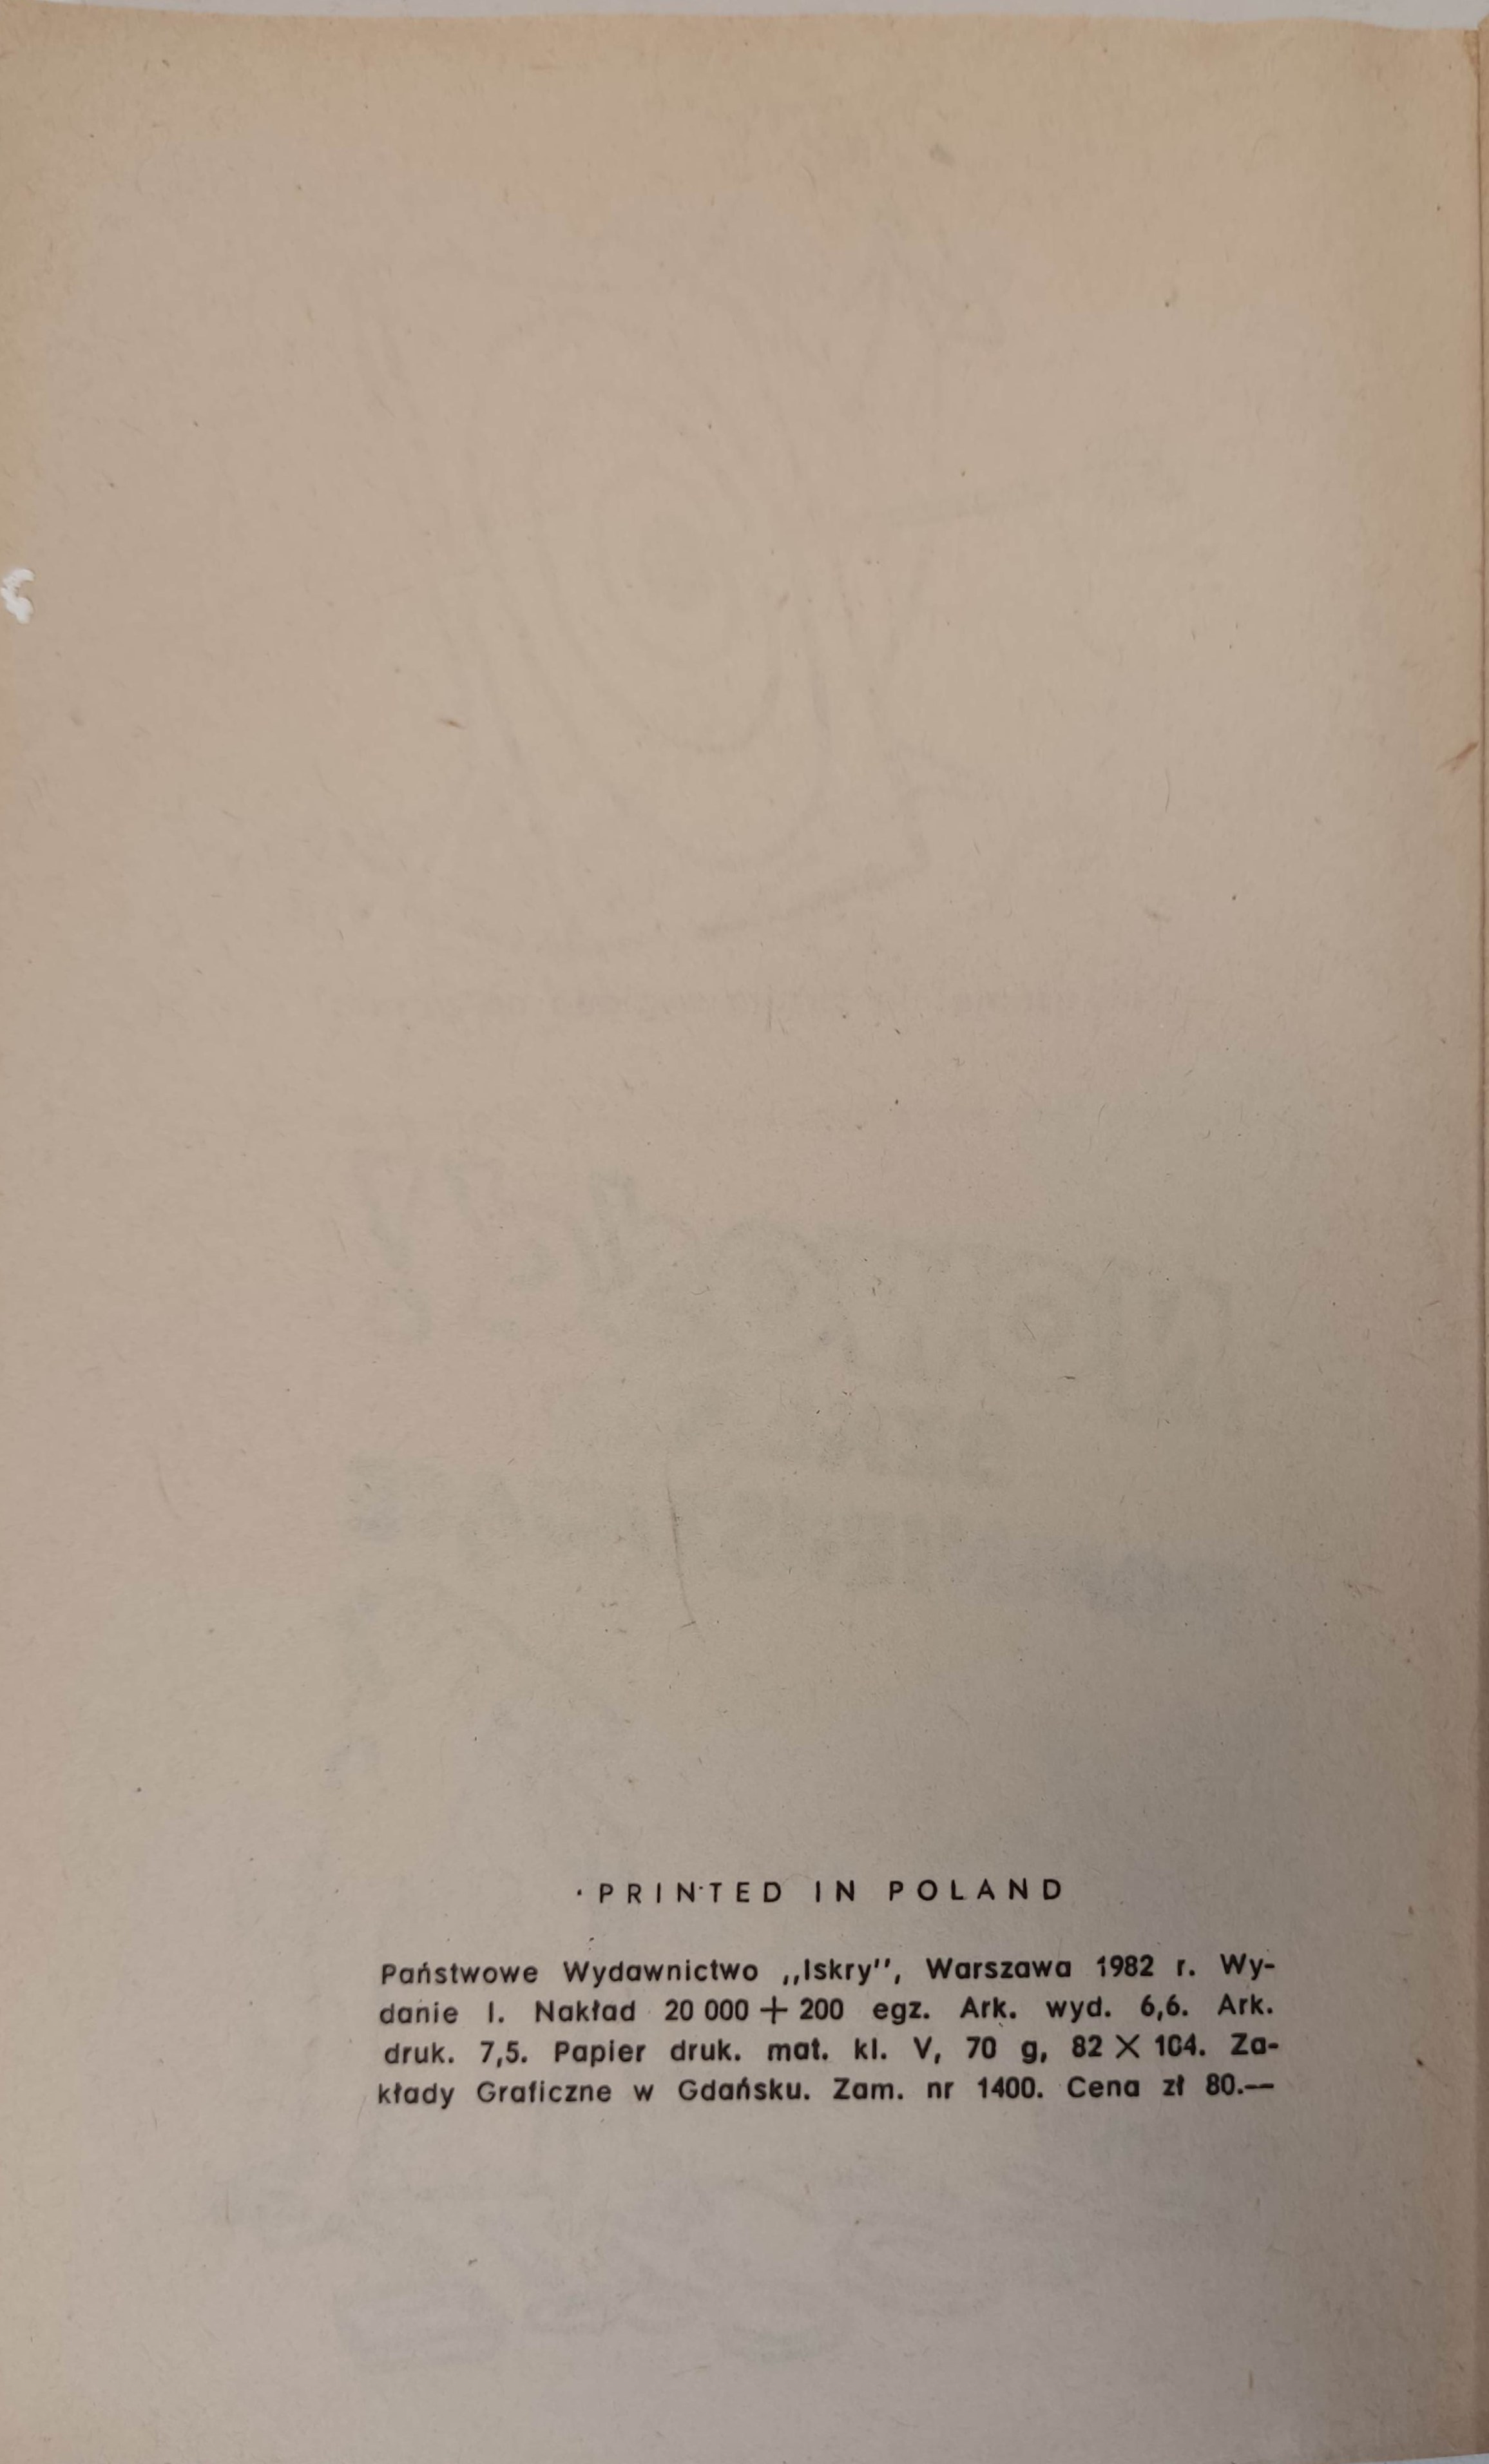 PRINTED IN POLAND
Państwowe Wydawnictwo „Iskry”, Warszawa 1982 r. Wy-
danie I. Nakład 20 000 + 200 egz. Ark. wyd. 6,6. Ark.
druk. 7,5. Papier druk. mat. kl. V, 70 g, 82 × 104. Za-
kłady Graficzne w Gdańsku. Zam. nr 1400. Cena zł 80.—